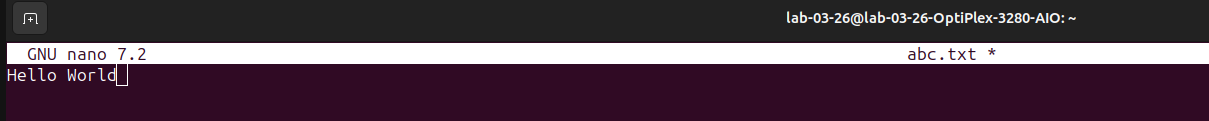 lab-03-26@lab-03-26-OptiPlex-3280-AIO: ~
GNU nano 7.2 abc.txt *
Hello World